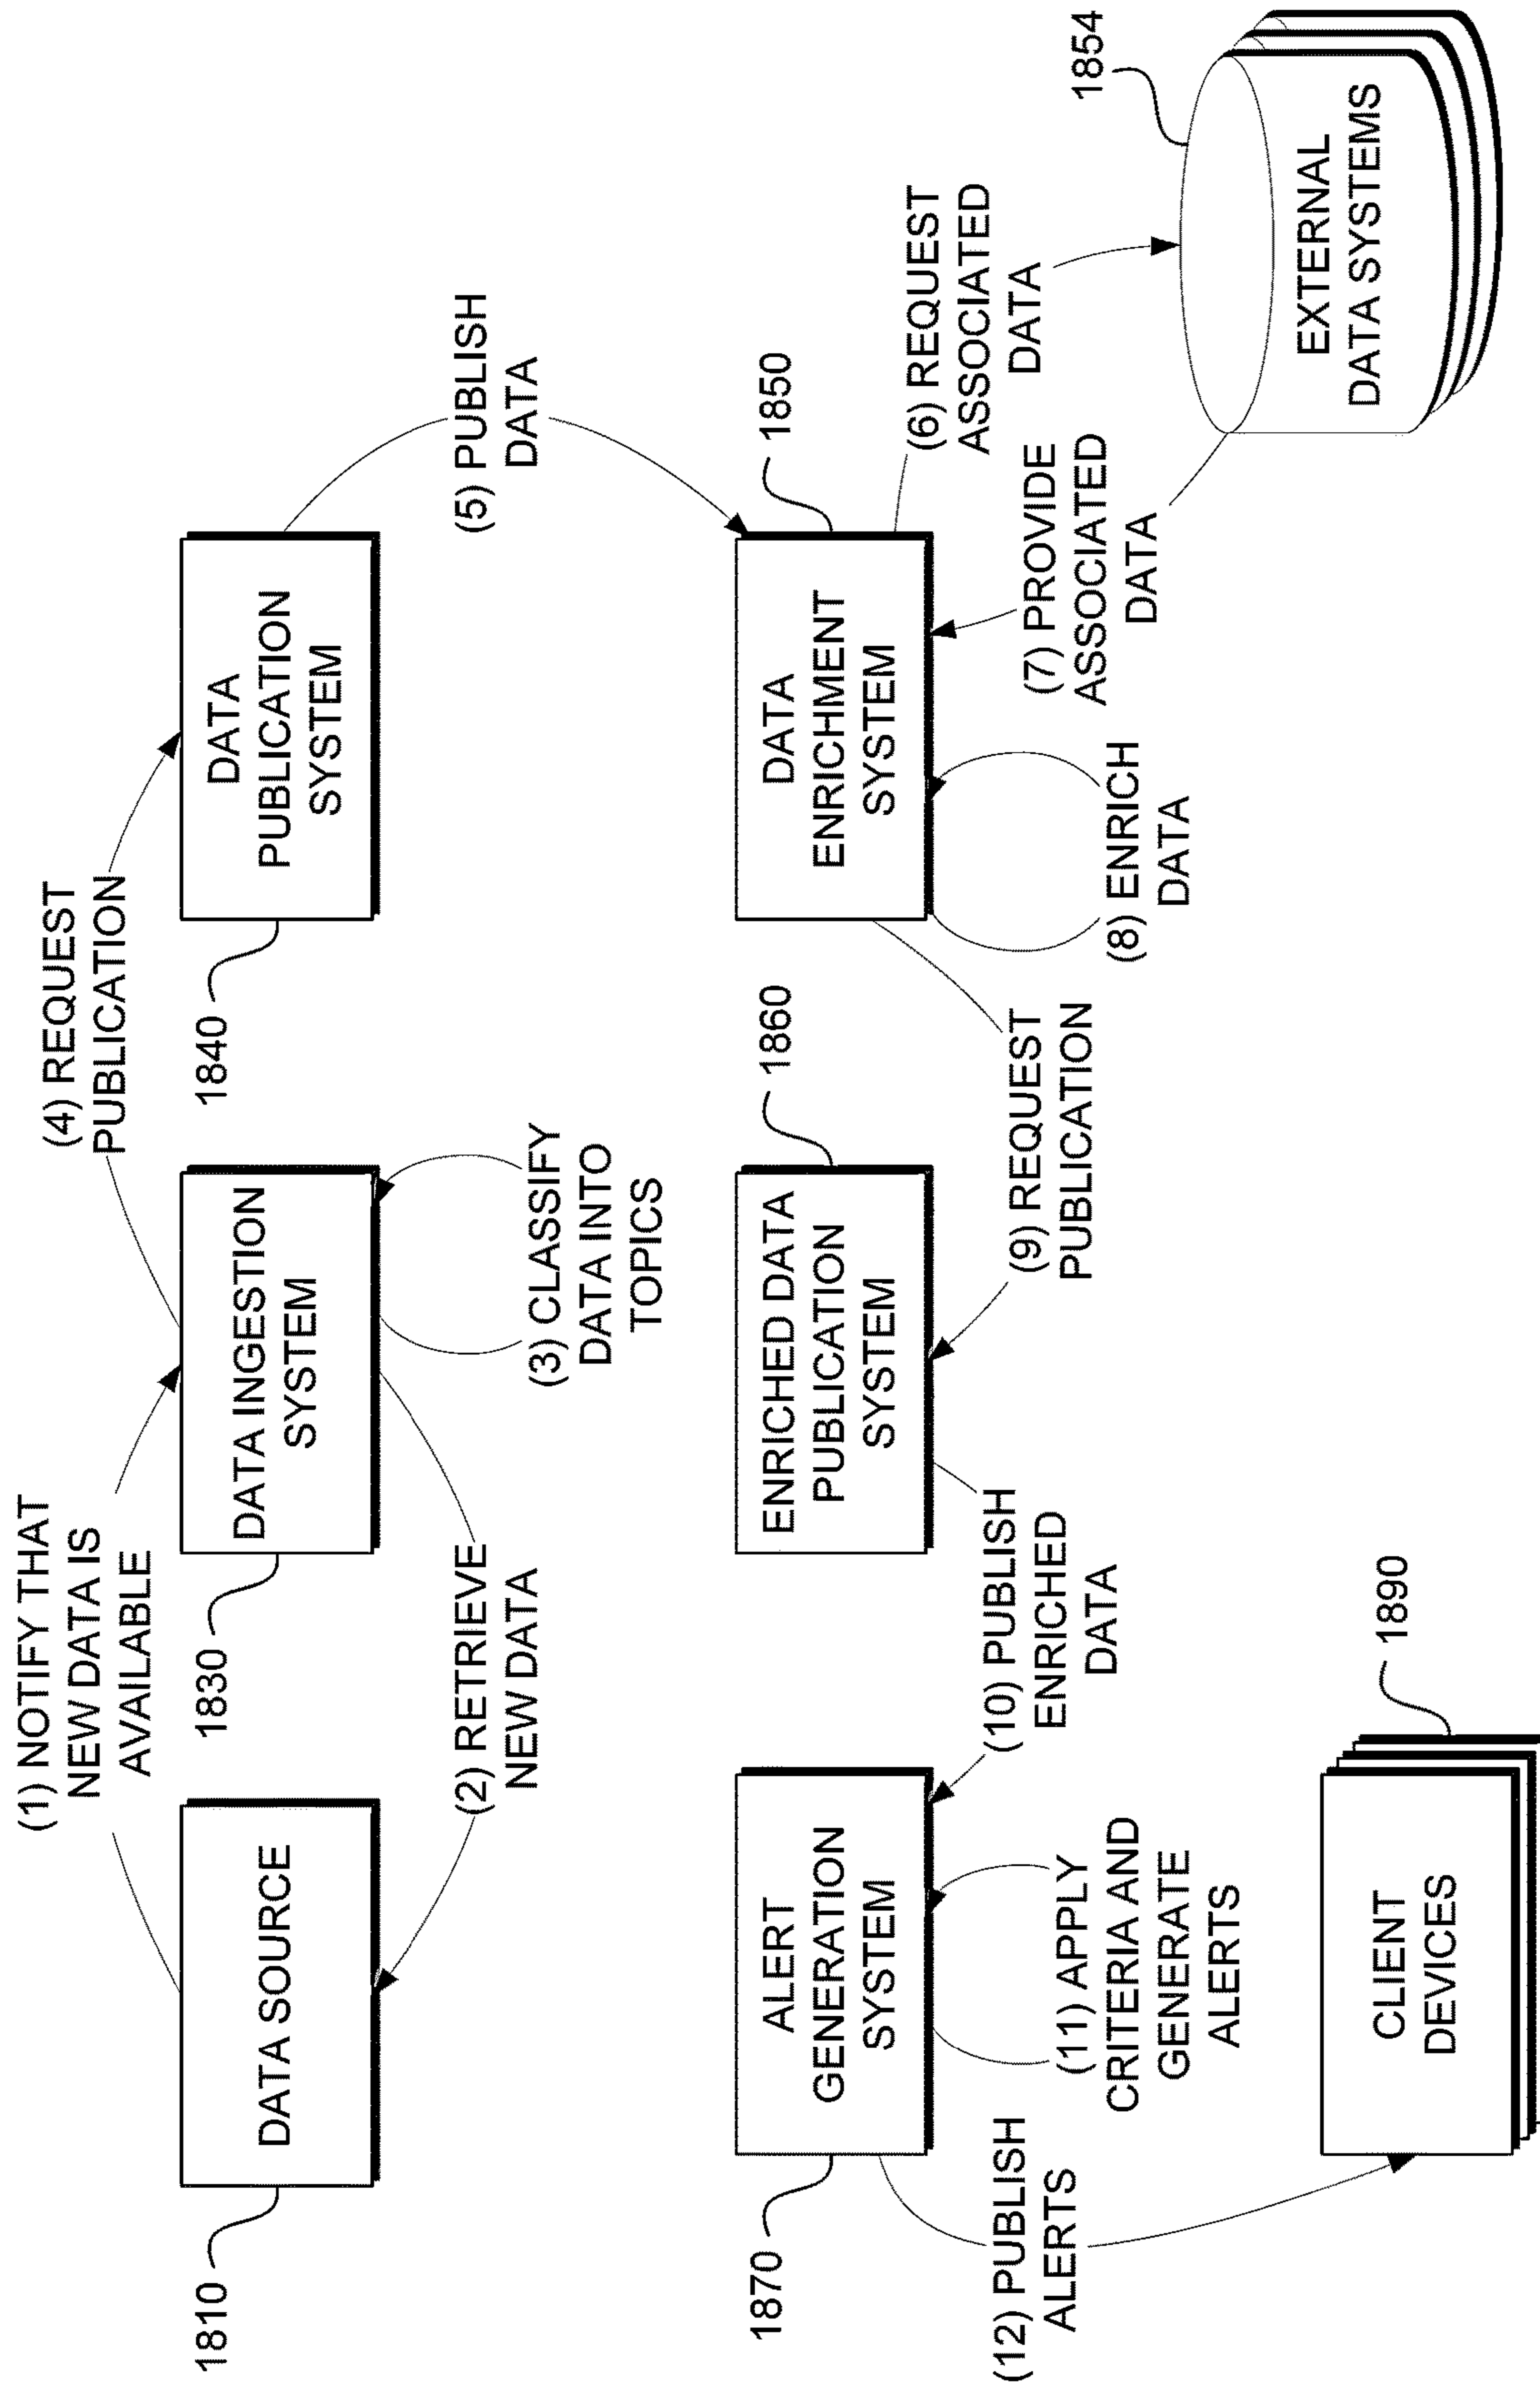 (1) NOTIFY THAT
NEW DATA IS
AVAILABLE
(4) REQUEST
PUBLICATION
1810
DATA SOURCE
1830
DATA INGESTION
SYSTEM
1840
DATA
PUBLICATION
SYSTEM
(2) RETRIEVE
NEW DATA
(3) CLASSIFY
DATA INTO
TOPICS
(5) PUBLISH
DATA
1870
ALERT
GENERATION
SYSTEM
1860
ENRICHED DATA
PUBLICATION
SYSTEM
1850
DATA
ENRICHMENT
SYSTEM
(6) REQUEST
ASSOCIATED
DATA
(7) PROVIDE
ASSOCIATED
DATA
(8) ENRICH
DATA
(9) REQUEST
PUBLICATION
(10) PUBLISH
ENRICHED
DATA
(11) APPLY
CRITERIA AND
GENERATE
ALERTS
(12) PUBLISH
ALERTS
1890
CLIENT
DEVICES
1854
EXTERNAL
DATA SYSTEMS